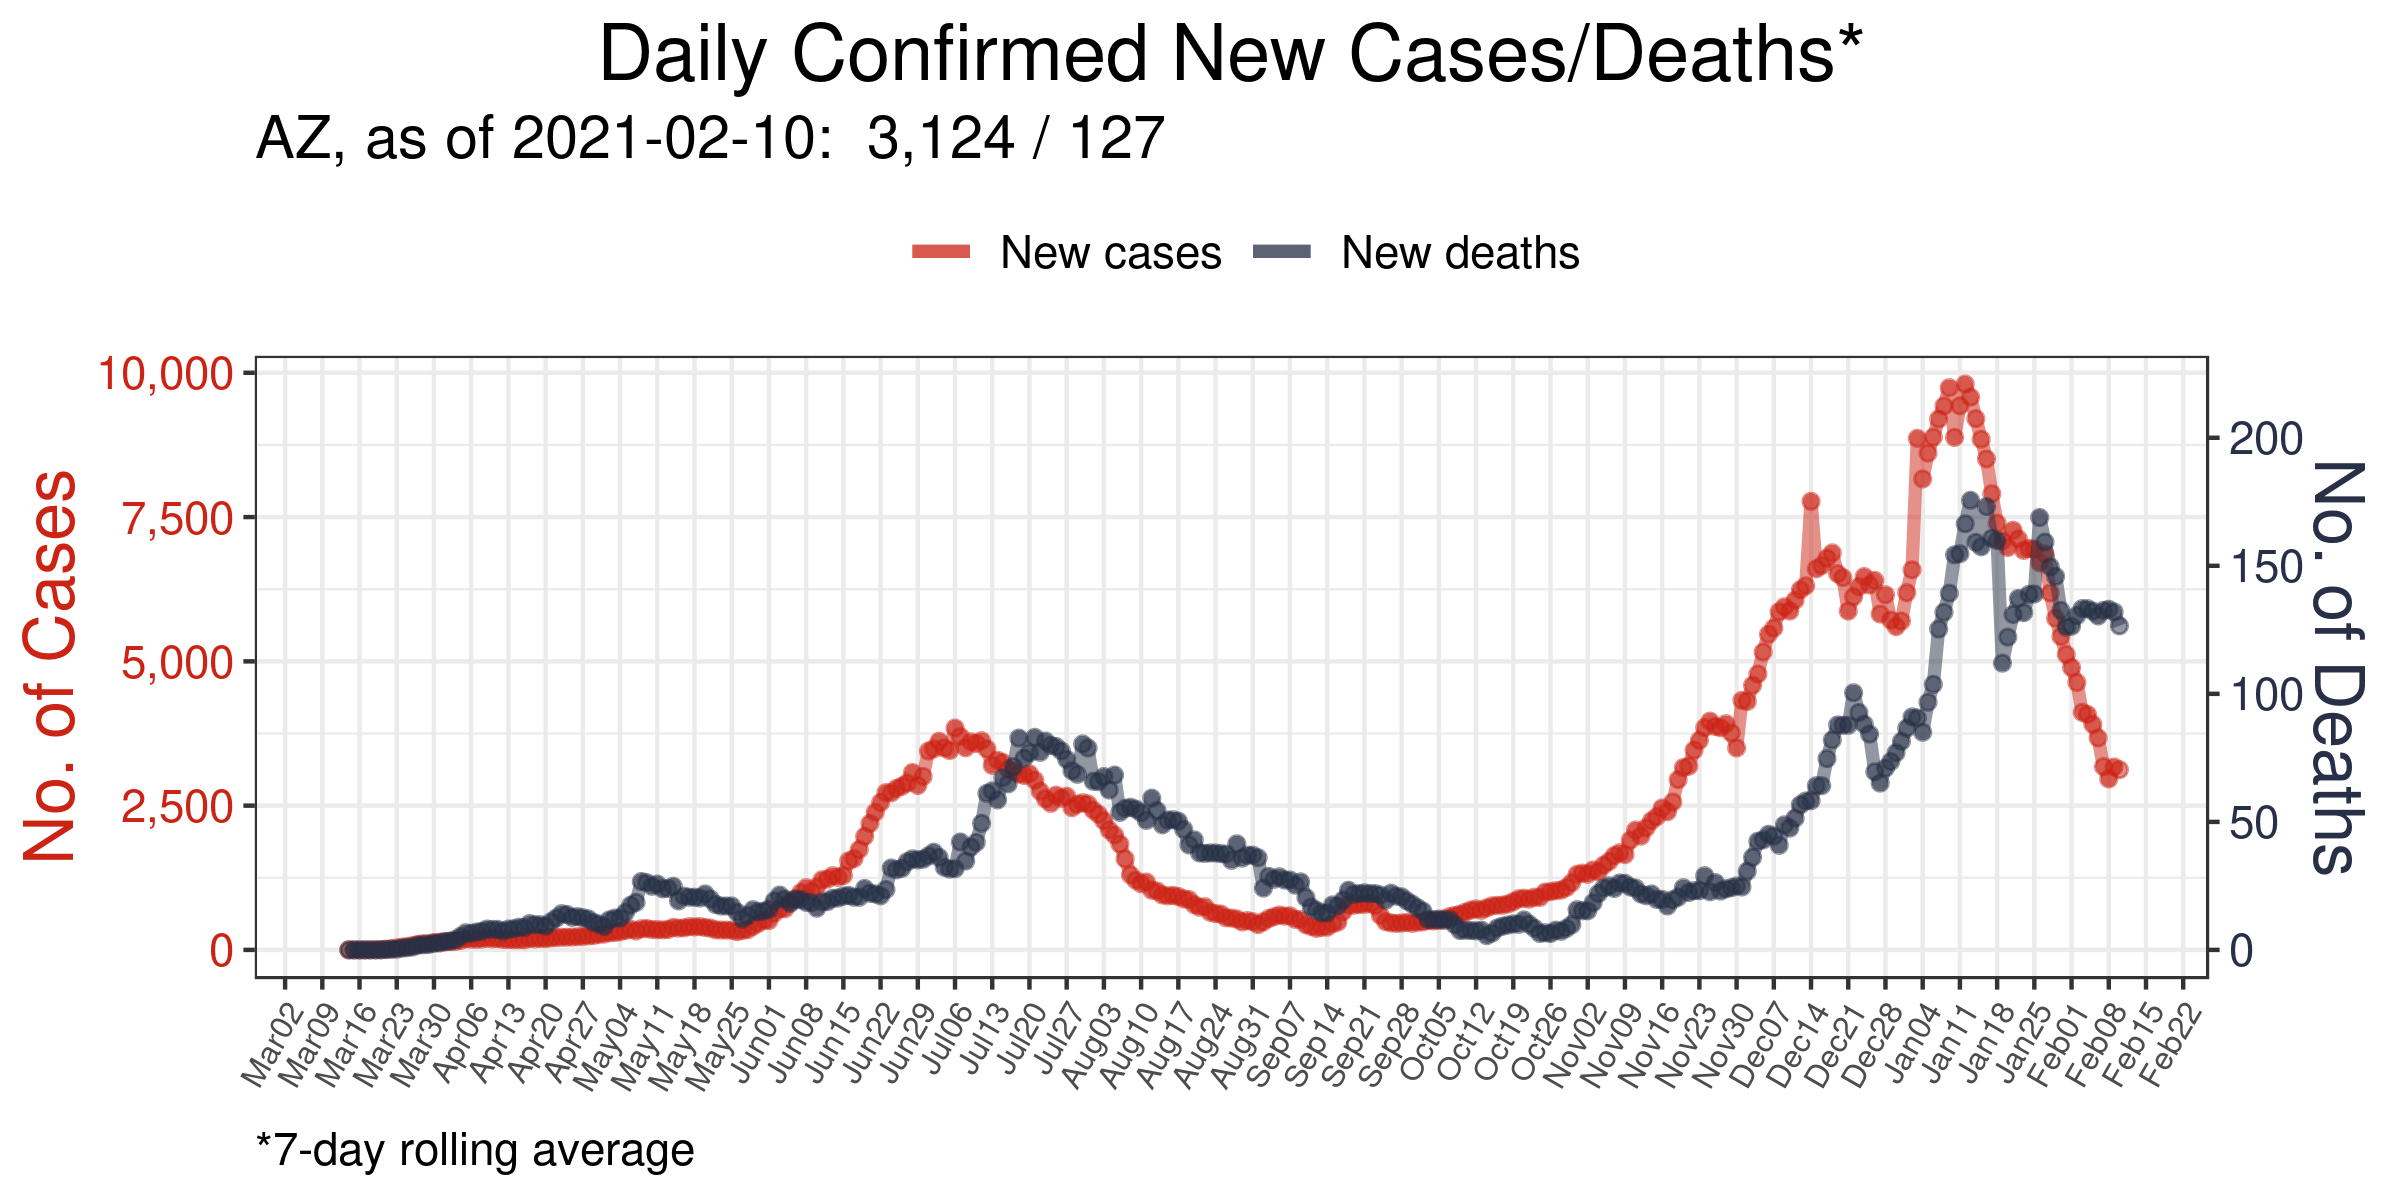 Daily Confirmed New Cases/Deaths*
AZ, as of 2021-02-10:  3,124 / 127
New cases
New deaths
No. of Cases
10,000
7,500
5,000
2,500
0
200
150
100
50
0
No. of Deaths
Mar02
Mar09
Mar16
Mar23
Mar30
Apr06
Apr13
Apr20
Apr27
May04
May11
May18
May25
Jun01
Jun08
Jun15
Jun22
Jun29
Jul06
Jul13
Jul20
Jul27
Aug03
Aug10
Aug17
Aug24
Aug31
Sep07
Sep14
Sep21
Sep28
Oct05
Oct12
Oct19
Oct26
Nov02
Nov09
Nov16
Nov23
Nov30
Dec07
Dec14
Dec21
Dec28
Jan04
Jan11
Jan18
Jan25
Feb01
Feb08
Feb15
Feb22
*7-day rolling average